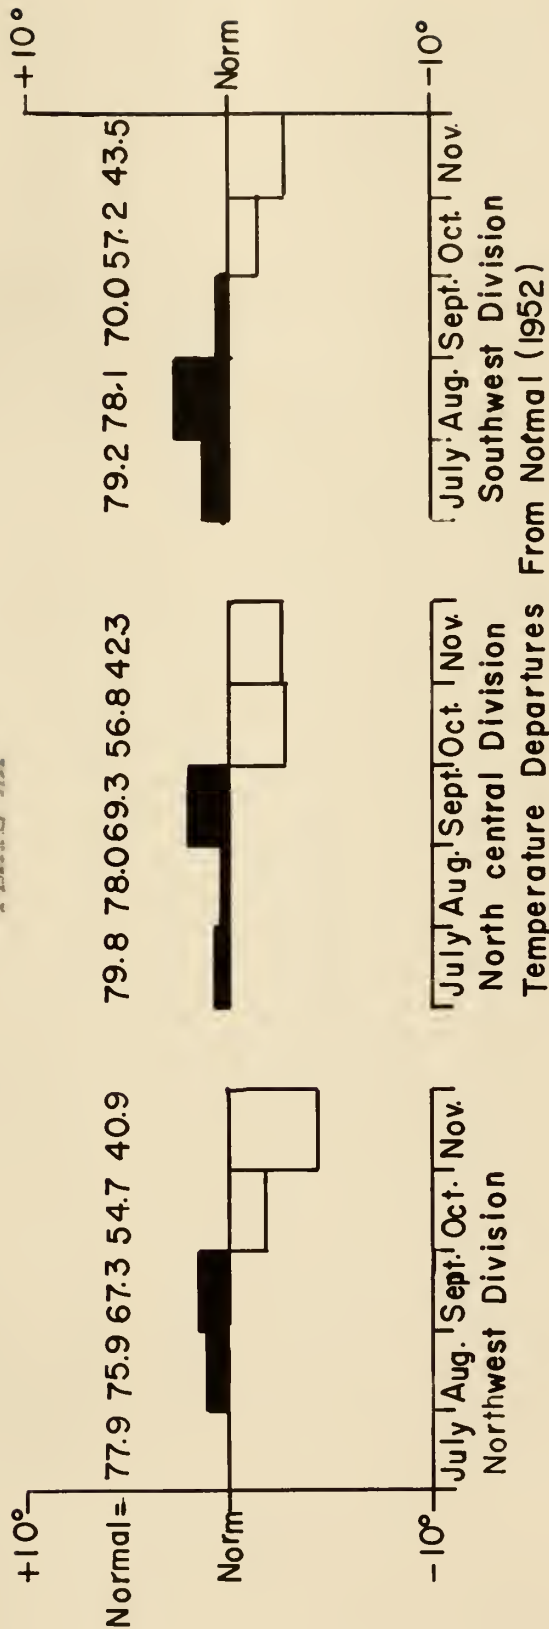 +10° +10°
Normal= 77.9 75.9 67.3 54.7 40.9 79.8 78.0 69.3 56.8 42.3 79.2 78.1 70.0 57.2 43.5
Norm Norm
-10° -10°
July Aug. Sept. Oct. Nov. July Aug. Sept. Oct. Nov. July Aug. Sept. Oct. Nov.
Northwest Division North central Division Southwest Division
Temperature Departures From Notmal (1952)